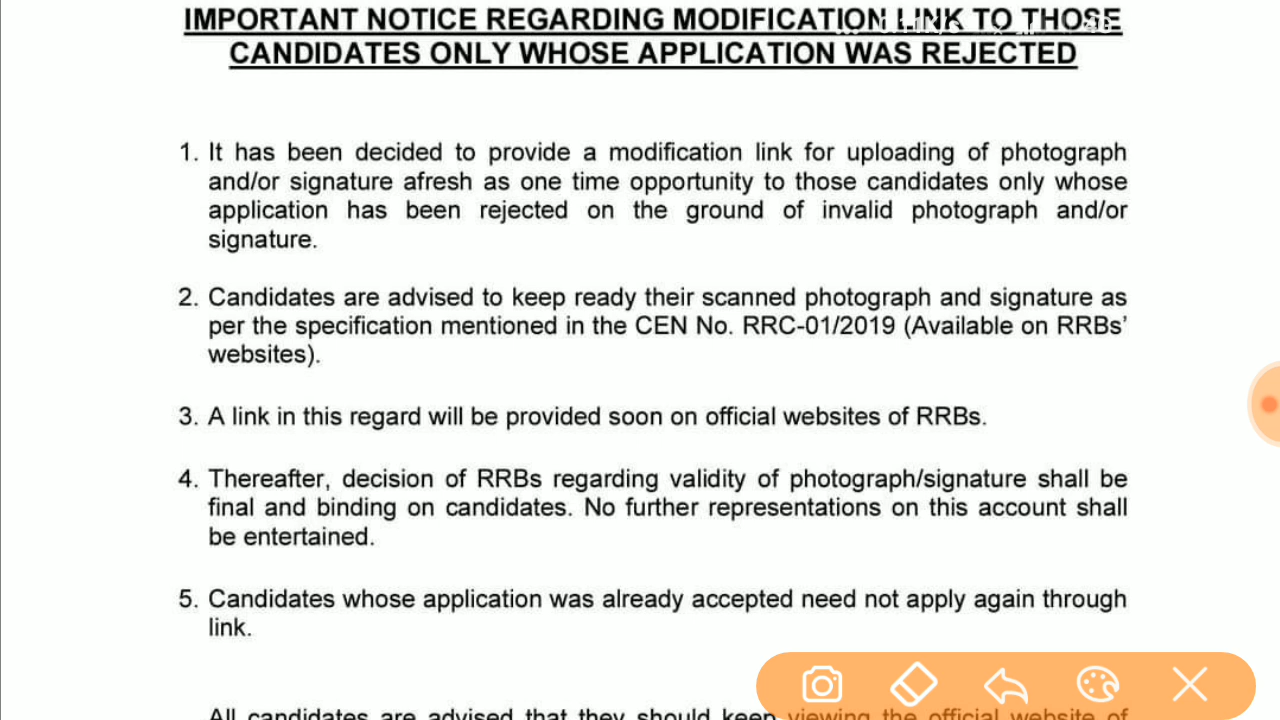 IMPORTANT NOTICE REGARDING MODIFICATION LINK TO THOSE
CANDIDATES ONLY WHOSE APPLICATION WAS REJECTED
1. It has been decided to provide a modification link for uploading of photograph
and/or signature afresh as one time opportunity to those candidates only whose
application has been rejected on the ground of invalid photograph and/or
signature.
2. Candidates are advised to keep ready their scanned photograph and signature as
per the specification mentioned in the CEN No. RRC-01/2019 (Available on RRBs'
websites).
3. A link in this regard will be provided soon on official websites of RRBs.
4. Thereafter, decision of RRBs regarding validity of photograph/signature shall be
final and binding on candidates. No further representations on this account shall
be entertained.
5. Candidates whose application was already accepted need not apply again through
link.
All candidates are advised that they should keep viewing the official website of